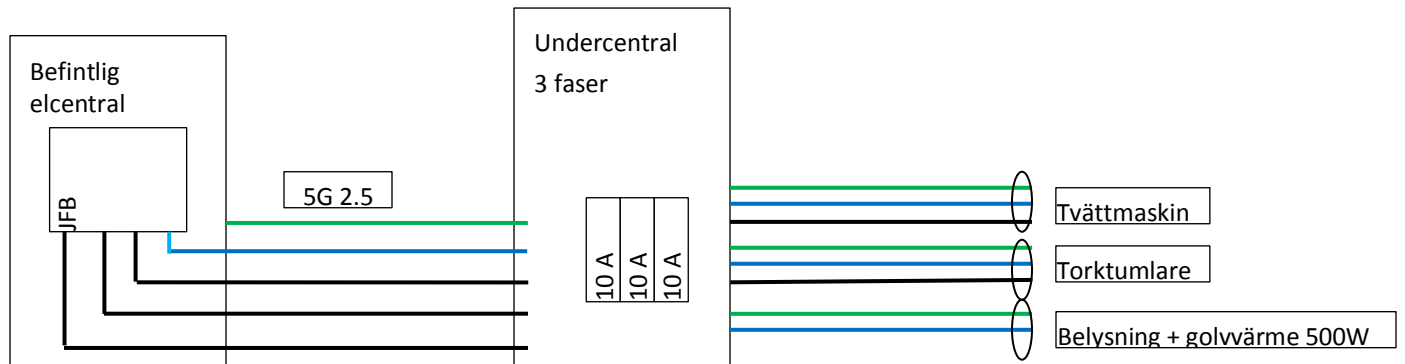 Befintlig
elcentral
JFB
5G 2.5
Undercentral
3 faser
10 A
10 A
10 A
Tvättmaskin
Torktumlare
Belysning + golvvärme 500W